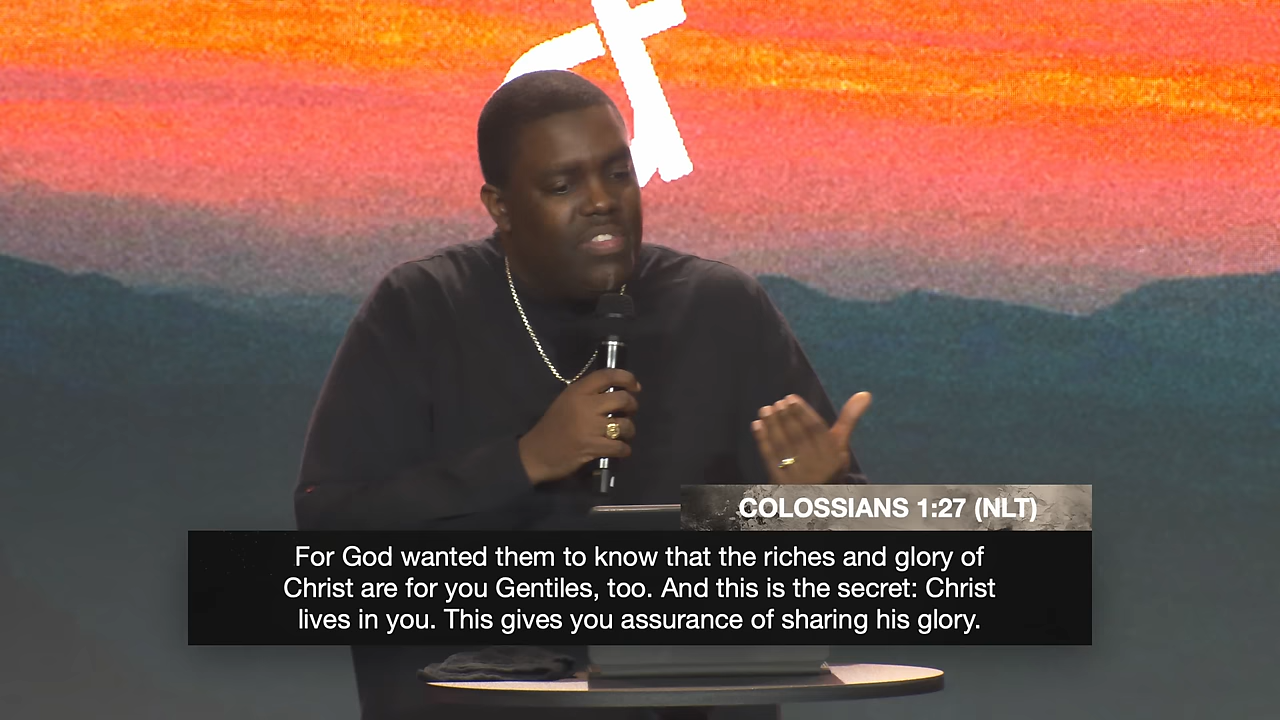 COLOSSIANS 1:27 (NLT)
For God wanted them to know that the riches and glory of
Christ are for you Gentiles, too. And this is the secret: Christ
lives in you. This gives you assurance of sharing his glory.